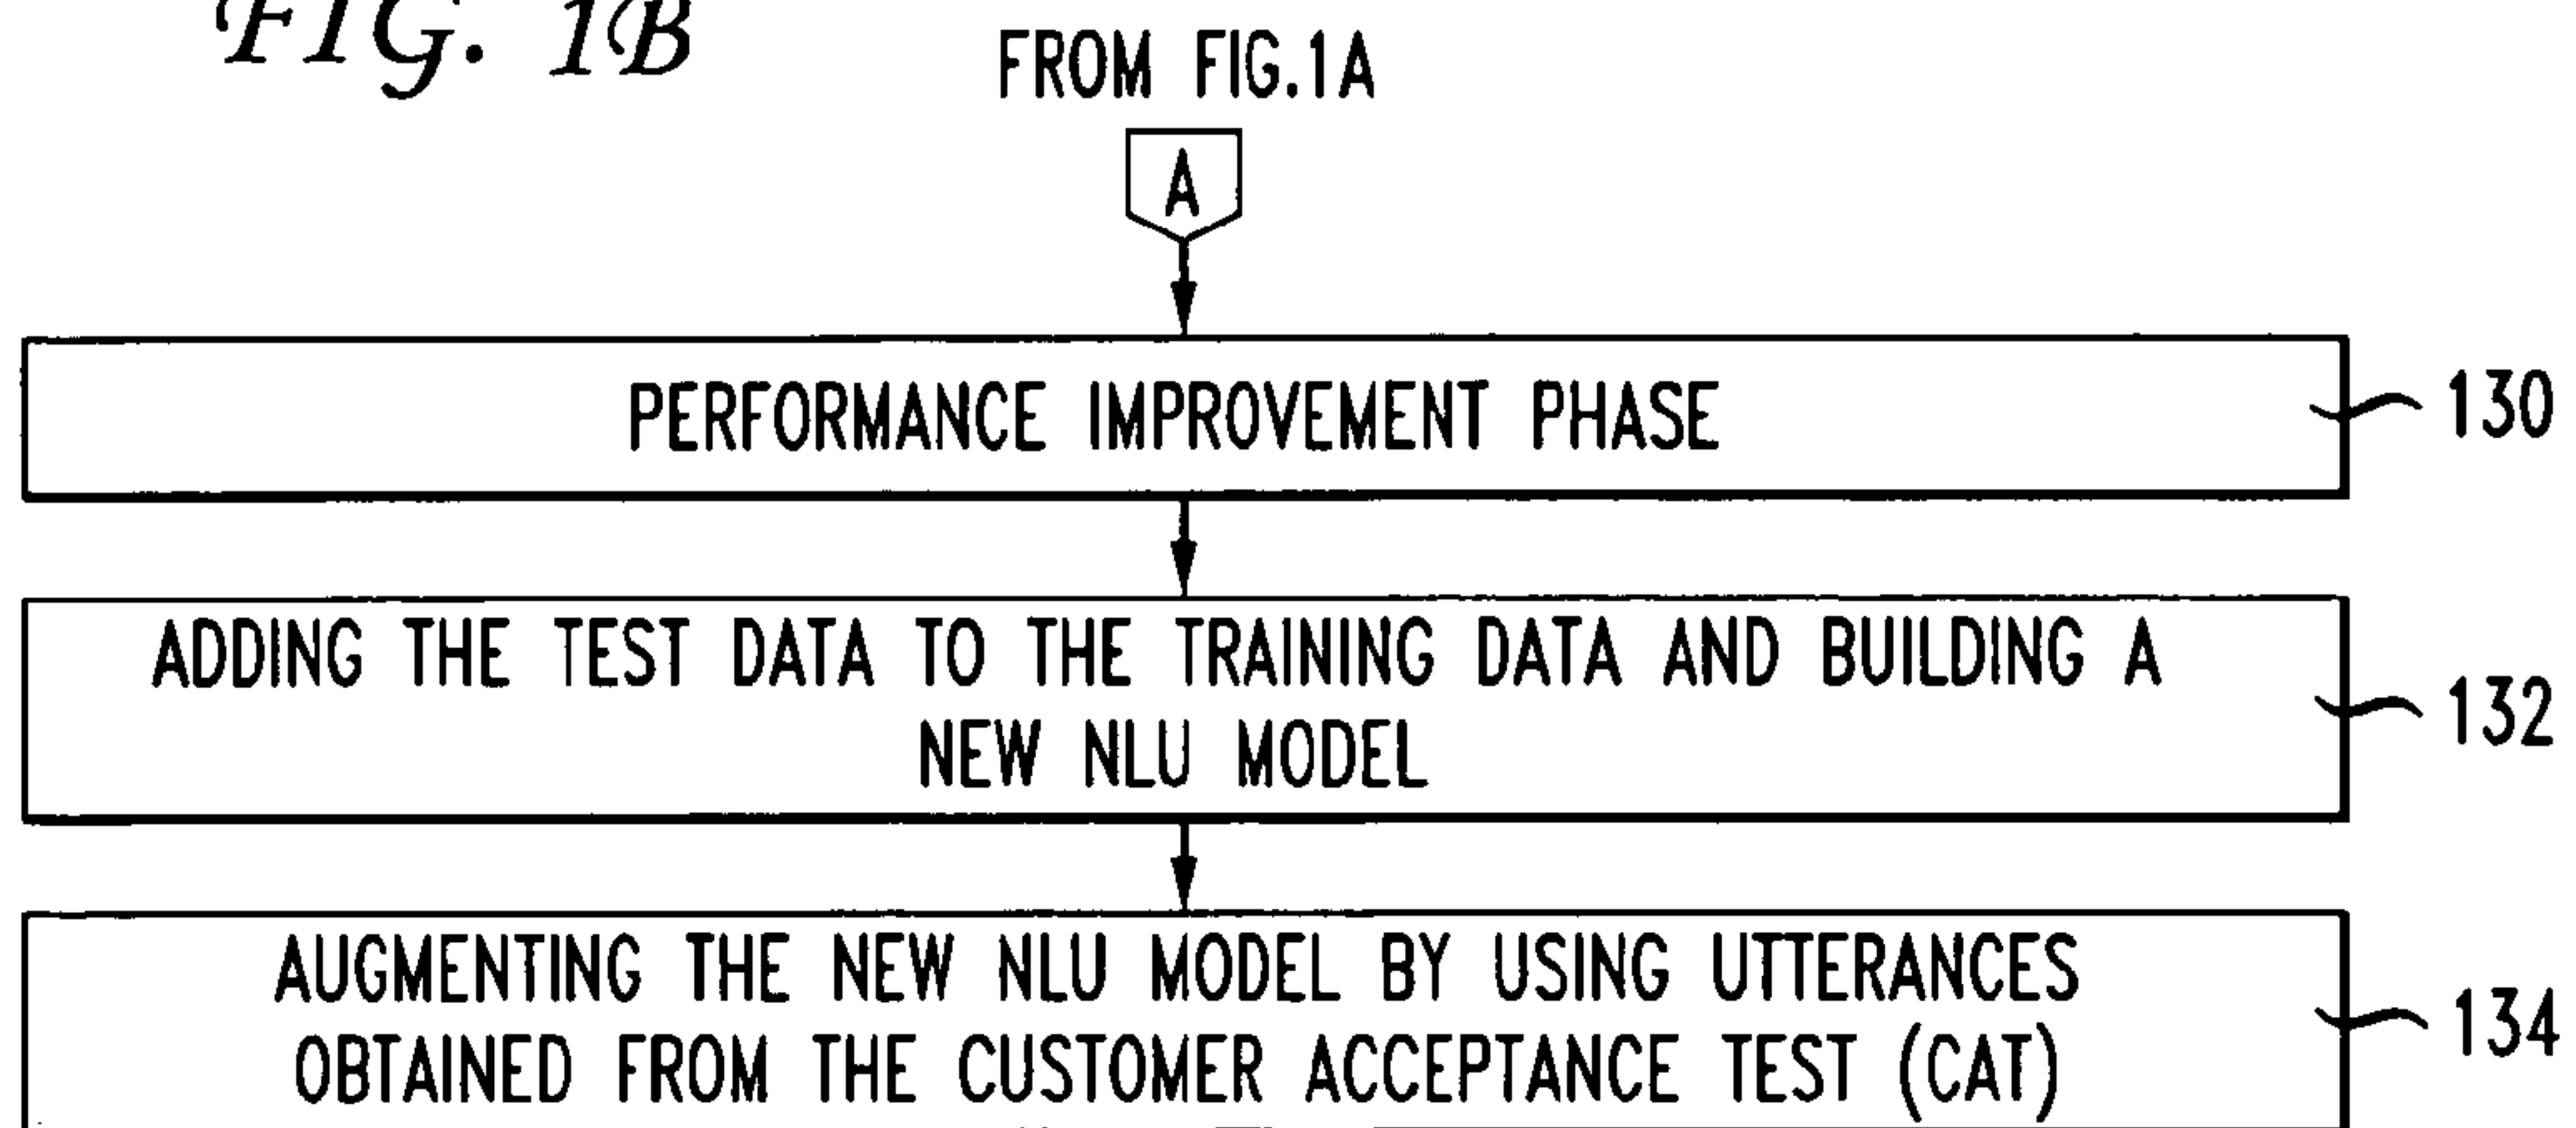 FIG. 1B
FROM FIG.1A
A
PERFORMANCE IMPROVEMENT PHASE
130
ADDING THE TEST DATA TO THE TRAINING DATA AND BUILDING A
NEW NLU MODEL
132
AUGMENTING THE NEW NLU MODEL BY USING UTTERANCES
OBTAINED FROM THE CUSTOMER ACCEPTANCE TEST (CAT)
134